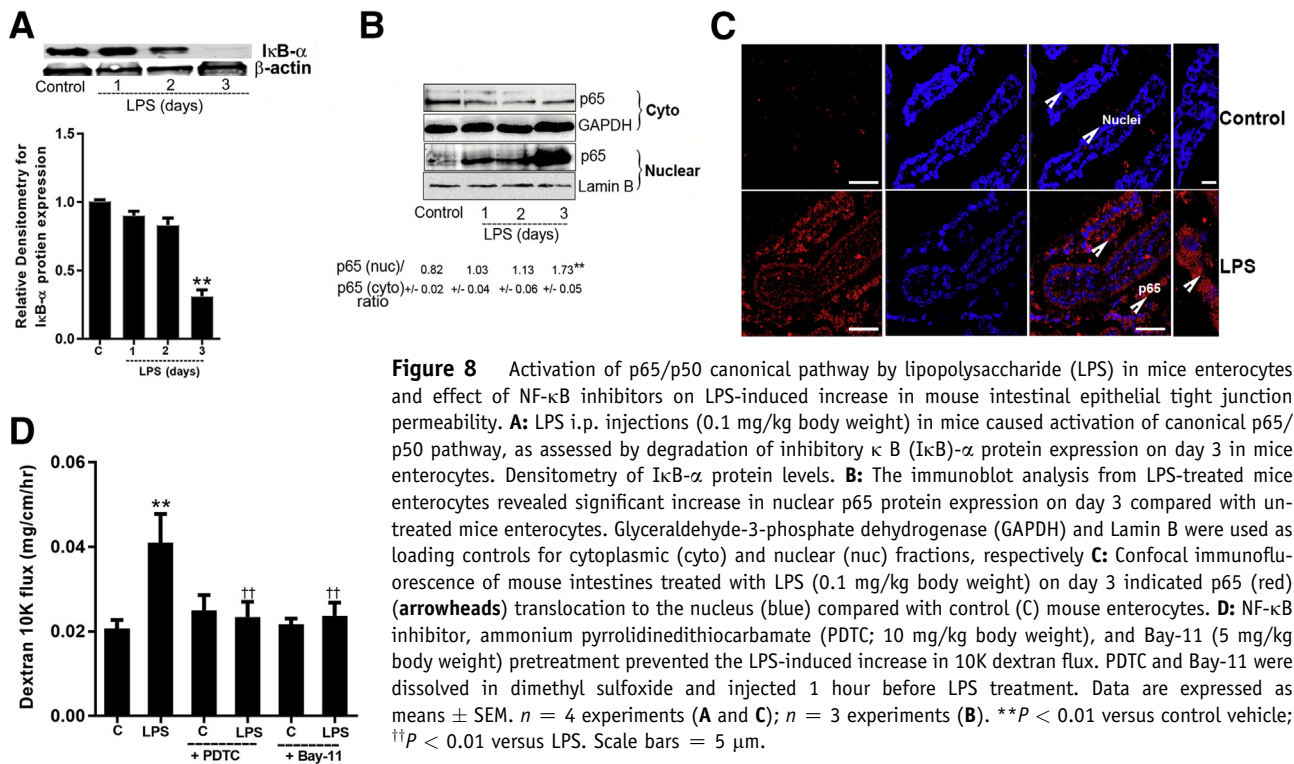 A
IκB-α
β-actin
Control 1 2 3
LPS (days)
Relative Densitometry for
IκB-α protien expression
1.5
1.0
0.5
0.0
C 1 2 3
LPS (days)
**
B
p65
GAPDH
Cyto
p65
Lamin B
Nuclear
Control 1 2 3
LPS (days)
p65 (nuc)/ 0.82 1.03 1.13 1.73**
p65 (cyto) +/- 0.02 +/- 0.04 +/- 0.06 +/- 0.05
ratio
C
Nuclei
Control
p65
LPS
D
Dextran 10K flux (mg/cm/hr)
0.06
0.04
0.02
0.00
** †† ††
C LPS C LPS C LPS
+ PDTC + Bay-11
Figure 8 Activation of p65/p50 canonical pathway by lipopolysaccharide (LPS) in mice enterocytes
and effect of NF-κB inhibitors on LPS-induced increase in mouse intestinal epithelial tight junction
permeability. A: LPS i.p. injections (0.1 mg/kg body weight) in mice caused activation of canonical p65/
p50 pathway, as assessed by degradation of inhibitory κ B (IκB)-α protein expression on day 3 in mice
enterocytes. Densitometry of IκB-α protein levels. B: The immunoblot analysis from LPS-treated mice
enterocytes revealed significant increase in nuclear p65 protein expression on day 3 compared with un-
treated mice enterocytes. Glyceraldehyde-3-phosphate dehydrogenase (GAPDH) and Lamin B were used as
loading controls for cytoplasmic (cyto) and nuclear (nuc) fractions, respectively C: Confocal immunoflu-
orescence of mouse intestines treated with LPS (0.1 mg/kg body weight) on day 3 indicated p65 (red)
(arrowheads) translocation to the nucleus (blue) compared with control (C) mouse enterocytes. D: NF-κB
inhibitor, ammonium pyrrolidinedithiocarbamate (PDTC; 10 mg/kg body weight), and Bay-11 (5 mg/kg
body weight) pretreatment prevented the LPS-induced increase in 10K dextran flux. PDTC and Bay-11 were
dissolved in dimethyl sulfoxide and injected 1 hour before LPS treatment. Data are expressed as
means ± SEM. n = 4 experiments (A and C); n = 3 experiments (B). **P < 0.01 versus control vehicle;
††P < 0.01 versus LPS. Scale bars = 5 μm.